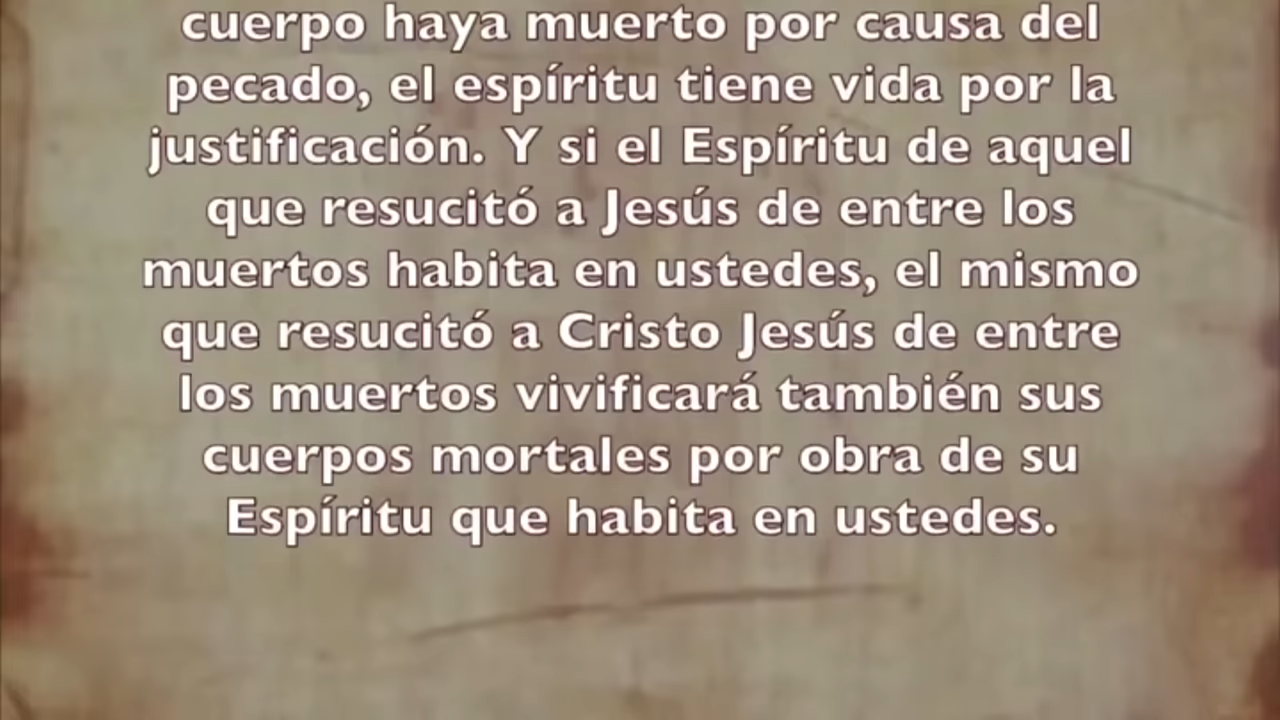 cuerpo haya muerto por causa del
pecado, el espíritu tiene vida por la
justificación. Y si el Espíritu de aquel
que resucitó a Jesús de entre los
muertos habita en ustedes, el mismo
que resucitó a Cristo Jesús de entre
los muertos vivificará también sus
cuerpos mortales por obra de su
Espíritu que habita en ustedes.